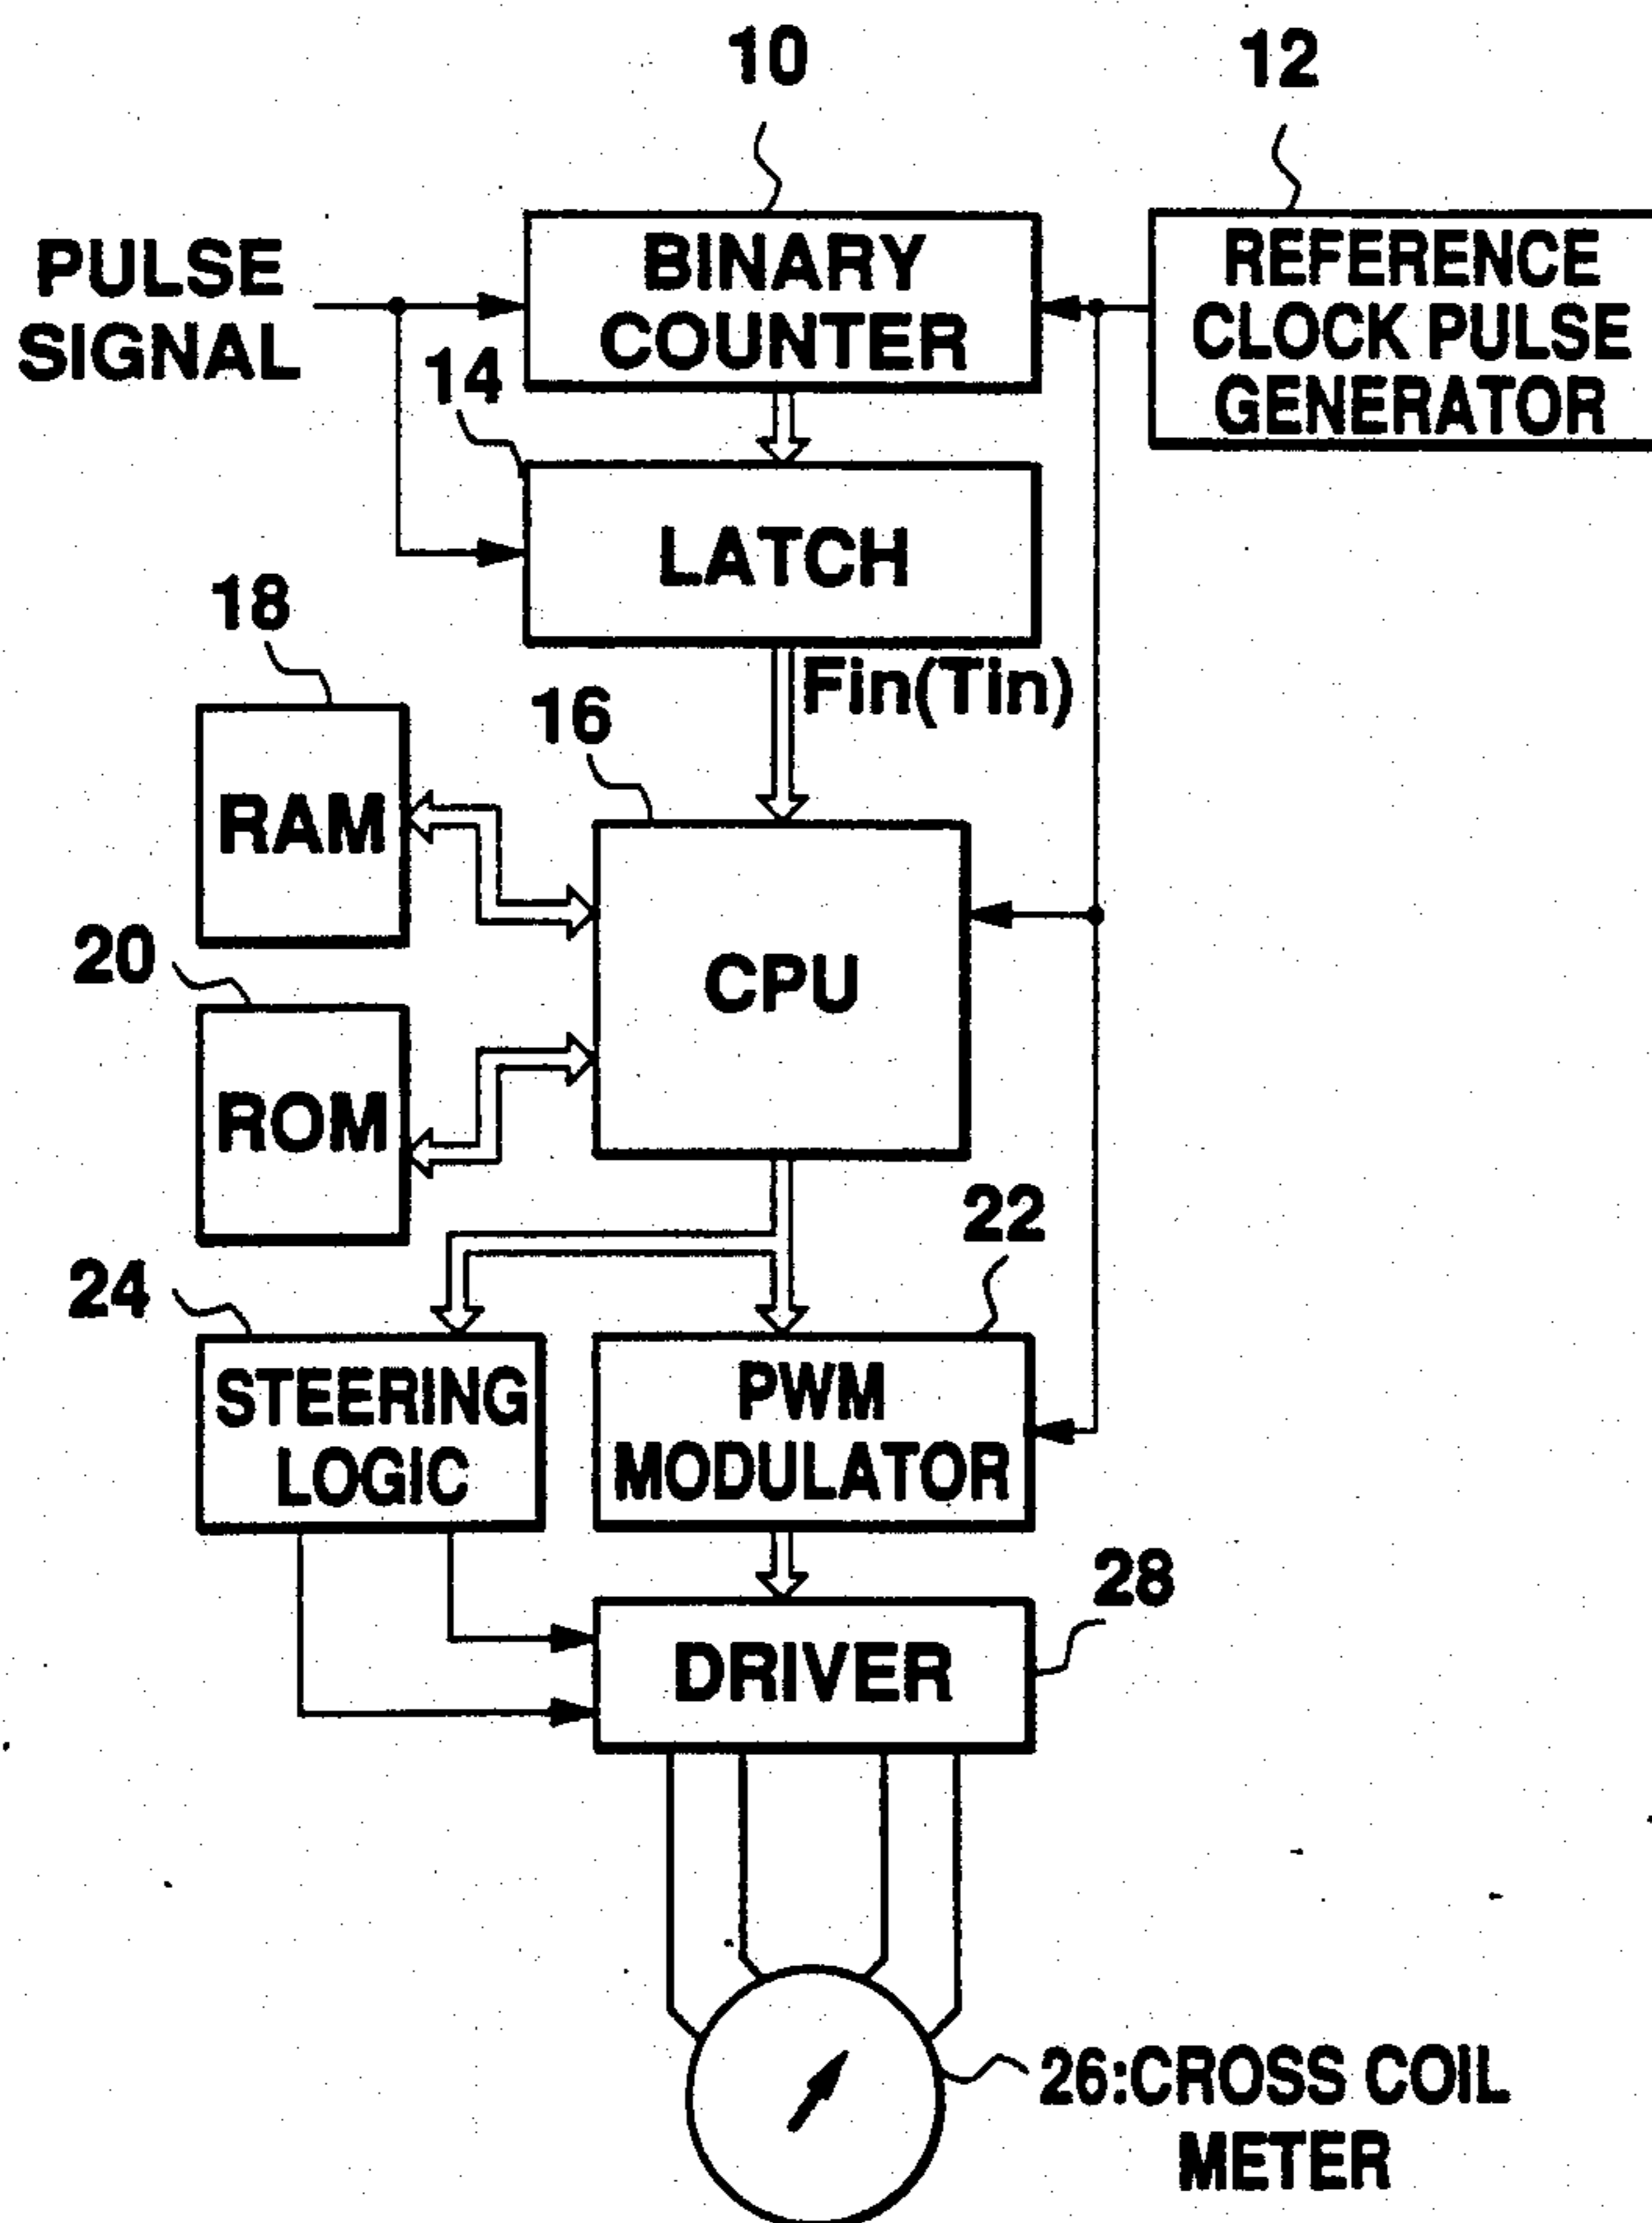 10
12
PULSE
SIGNAL
BINARY
COUNTER
REFERENCE
CLOCK PULSE
GENERATOR
14
LATCH
18
Fin(Tin)
16
RAM
20
CPU
ROM
22
24
STEERING
LOGIC
PWM
MODULATOR
28
DRIVER
26:CROSS COIL
METER